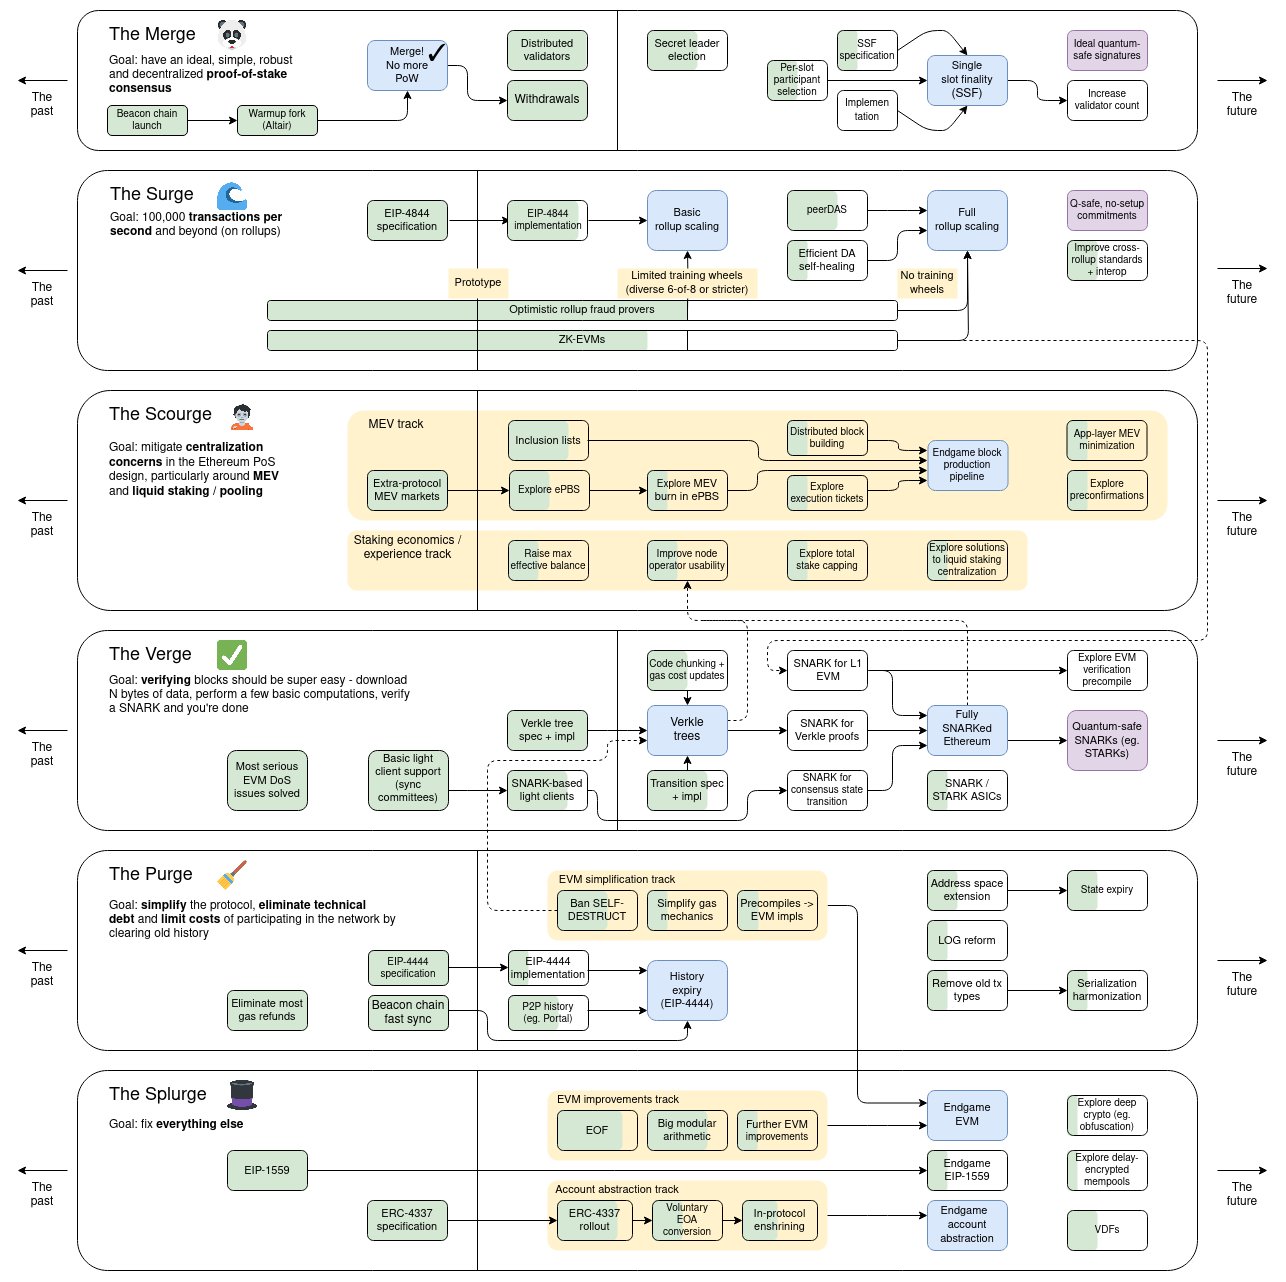 The Merge
Goal: have an ideal, simple, robust
and decentralized proof-of-stake
consensus
Beacon chain
launch
Warmup fork
(Altair)
Merge!
No more
PoW
Distributed
validators
Withdrawals
Secret leader
election
SSF
specification
Per-slot
participant
selection
Implemen
tation
Single
slot finality
(SSF)
Ideal quantum-
safe signatures
Increase
validator count
The
past
The
future
The Surge
Goal: 100,000 transactions per
second and beyond (on rollups)
EIP-4844
specification
EIP-4844
implementation
Basic
rollup scaling
peerDAS
Efficient DA
self-healing
Full
rollup scaling
Q-safe, no-setup
commitments
Improve cross-
rollup standards
+ interop
Prototype
Limited training wheels
(diverse 6-of-8 or stricter)
No training
wheels
Optimistic rollup fraud provers
ZK-EVMs
The
past
The
future
The Scourge
Goal: mitigate centralization
concerns in the Ethereum PoS
design, particularly around MEV
and liquid staking / pooling
MEV track
Extra-protocol
MEV markets
Inclusion lists
Explore ePBS
Explore MEV
burn in ePBS
Distributed block
building
Explore
execution tickets
Endgame block
production
pipeline
App-layer MEV
minimization
Explore
preconfirmations
Staking economics /
experience track
Raise max
effective balance
Improve node
operator usability
Explore total
stake capping
Explore solutions
to liquid staking
centralization
The
past
The
future
The Verge
Goal: verifying blocks should be super easy - download
N bytes of data, perform a few basic computations, verify
a SNARK and you're done
Most serious
EVM DoS
issues solved
Basic light
client support
(sync
committees)
Verkle tree
spec + impl
SNARK-based
light clients
Code chunking +
gas cost updates
Verkle
trees
Transition spec
+ impl
SNARK for L1
EVM
SNARK for
Verkle proofs
SNARK for
consensus state
transition
Fully
SNARKed
Ethereum
SNARK /
STARK ASICs
Explore EVM
verification
precompile
Quantum-safe
SNARKs (eg.
STARKs)
The
past
The
future
The Purge
Goal: simplify the protocol, eliminate technical
debt and limit costs of participating in the network by
clearing old history
Eliminate most
gas refunds
EIP-4444
specification
Beacon chain
fast sync
EVM simplification track
Ban SELF-
DESTRUCT
Simplify gas
mechanics
Precompiles ->
EVM impls
EIP-4444
implementation
P2P history
(eg. Portal)
History
expiry
(EIP-4444)
Address space
extension
State expiry
LOG reform
Remove old tx
types
Serialization
harmonization
The
past
The
future
The Splurge
Goal: fix everything else
EIP-1559
ERC-4337
specification
EVM improvements track
EOF
Big modular
arithmetic
Further EVM
improvements
Account abstraction track
ERC-4337
rollout
Voluntary
EOA
conversion
In-protocol
enshrining
Endgame
EVM
Endgame
EIP-1559
Endgame
account
abstraction
Explore deep
crypto (eg.
obfuscation)
Explore delay-
encrypted
mempools
VDFs
The
past
The
future